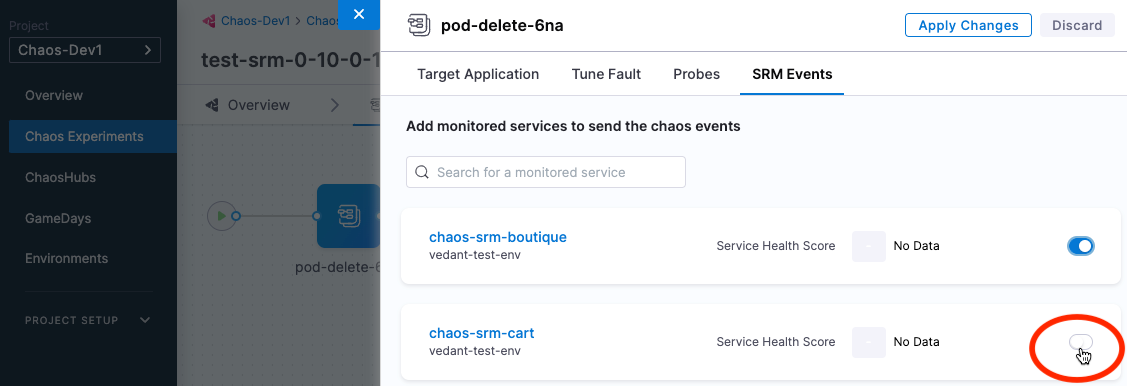 Project
Chaos-Dev1
Overview
Chaos Experiments
ChaosHubs
GameDays
Environments
PROJECT SETUP
Chaos-Dev1 > Chaos
test-srm-0-10-0-1
Overview
pod-delete-6
pod-delete-6na
Apply Changes
Discard
Target Application
Tune Fault
Probes
SRM Events
Add monitored services to send the chaos events
Search for a monitored service
chaos-srm-boutique
vedant-test-env
Service Health Score
No Data
chaos-srm-cart
vedant-test-env
Service Health Score
No Data